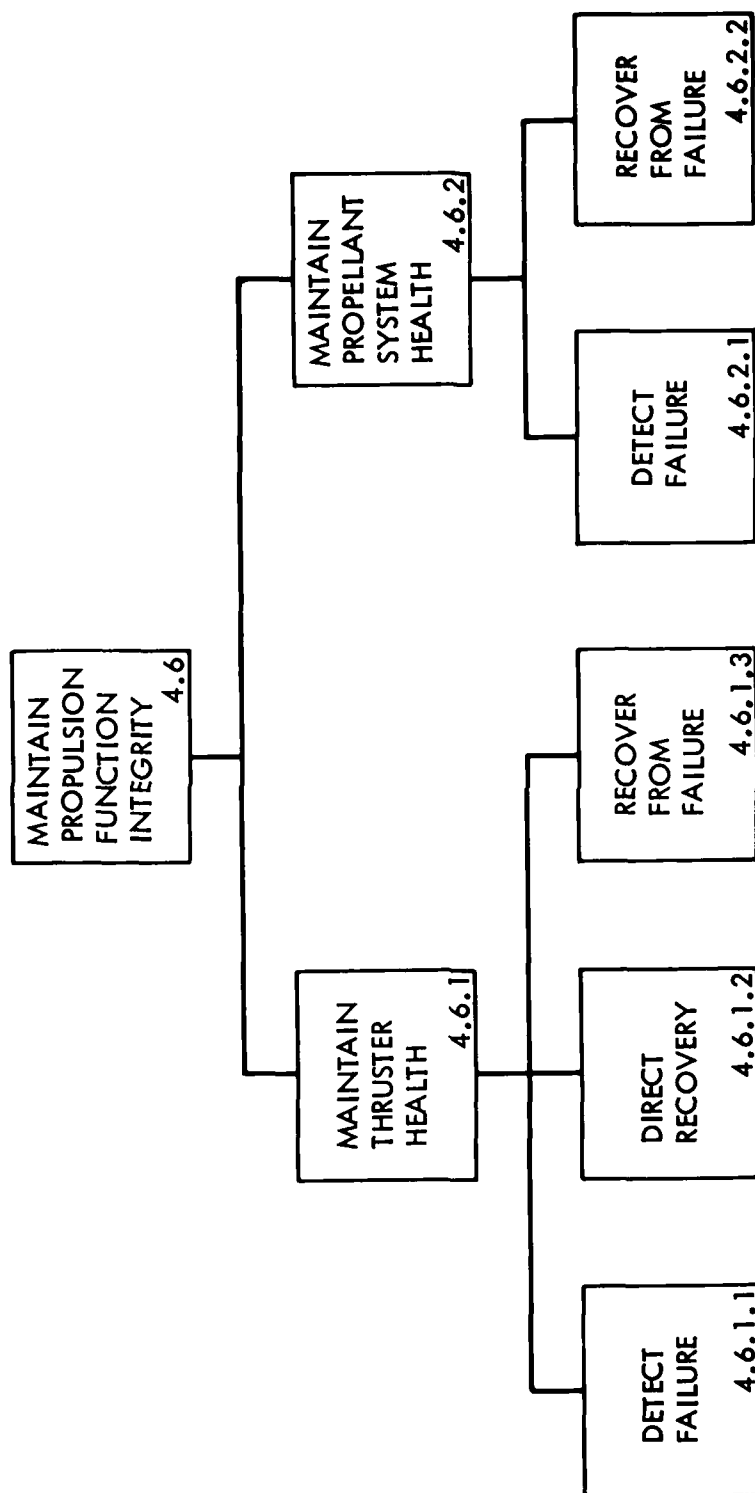 MAINTAIN
PROPULSION
FUNCTION
INTEGRITY
4.6
MAINTAIN
THRUSTER
HEALTH
4.6.1
MAINTAIN
PROPELLANT
SYSTEM
HEALTH
4.6.2
DETECT
FAILURE
4.6.1.1
DIRECT
RECOVERY
4.6.1.2
RECOVER
FROM
FAILURE
4.6.1.3
DETECT
FAILURE
4.6.2.1
RECOVER
FROM
FAILURE
4.6.2.2